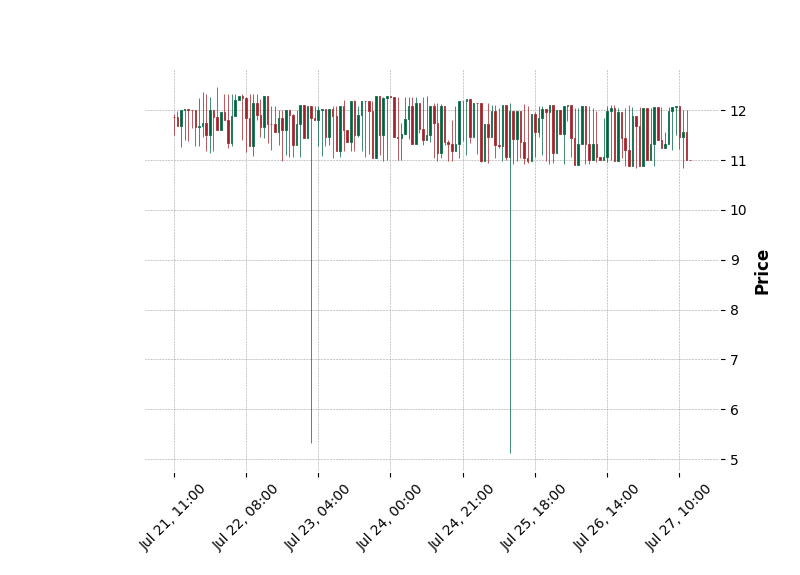 12
11
10
9
8
7
6
5
Price
Jul 21, 11:00
Jul 22, 08:00
Jul 23, 04:00
Jul 24, 00:00
Jul 24, 21:00
Jul 25, 18:00
Jul 26, 14:00
Jul 27, 10:00